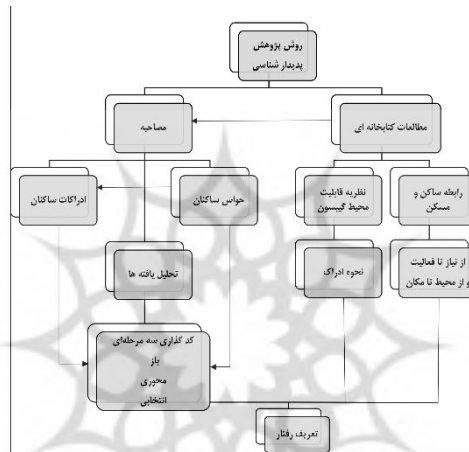 روش پژوهش
پدیدار شناسی
مطالعات کتابخانه ای
مصاحبه
رابطه ساکن و
مسکن
نظریه قابلیت
محیط گیبسون
حواس ساکنان
ادراکات ساکنان
از نیاز تا فعالیت
و از محیط تا مکان
نحوه ادراک
تحلیل یافته ها
کد گذاری سه مرحله‌ای
باز
محوری
انتخابی
تعریف رفتار